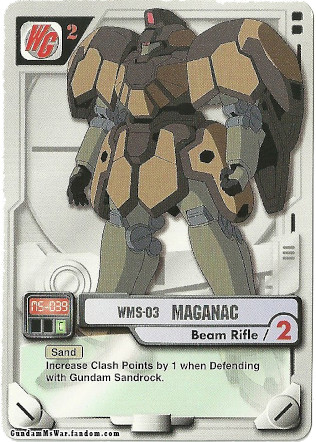 WG 2
MS-039
C
WMS-03 MAGANAC
Beam Rifle / 2
Sand
Increase Clash Points by 1 when Defending
with Gundam Sandrock.
GundamMsWar.fandom.com